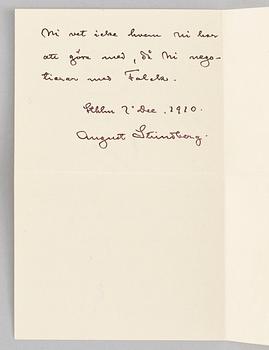 Ni vet icke hvem Ni har
att göra med, då Ni nego-
tierar med Falck.
Sthlm 7' Dec. 1910.
August Strindberg.